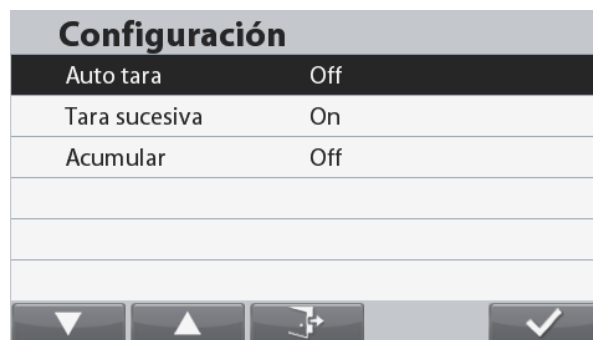 Configuración
Auto tara Off
Tara sucesiva On
Acumular Off